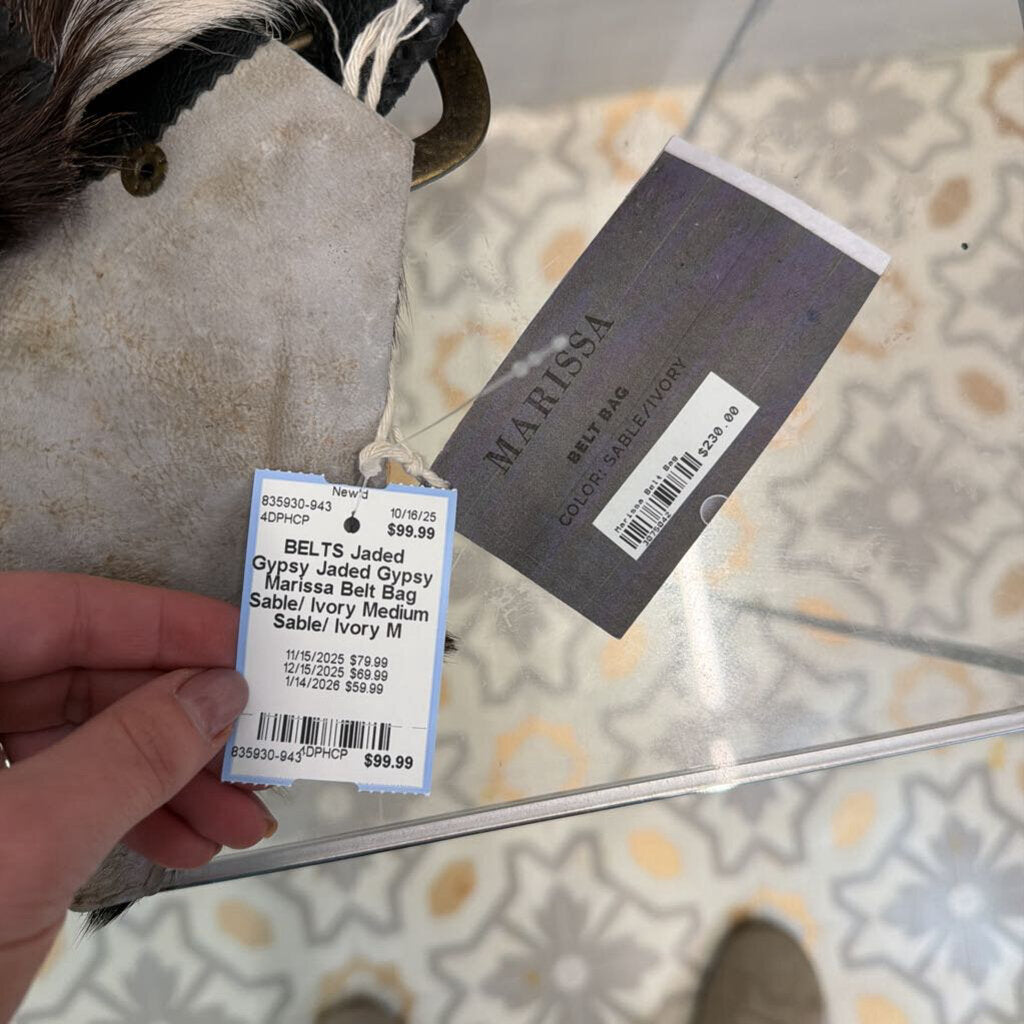 New'd
835930-943
4DPHCP
10/16/25
$99.99
BELTS Jaded
Gypsy Jaded Gypsy
Marissa Belt Bag
Sable/ Ivory Medium
Sable/ Ivory M
11/15/2025 $79.99
12/15/2025 $69.99
1/14/2026 $59.99
835930-943
4DPHCP
$99.99
MARISSA
BELT BAG
COLOR: SABLE/IVORY
Marissa Belt Bag
$230.00
3075042